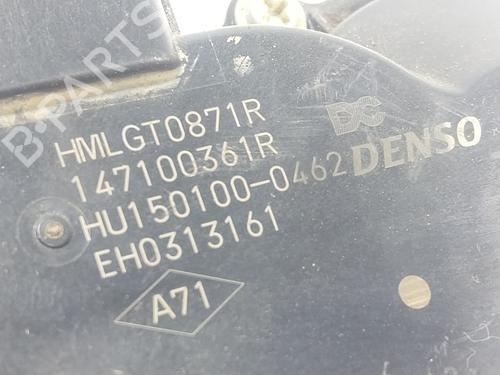 B-PARTS
HMLGT0871R
147100361R
HU150100-0462
DENSO
EH0313161
A71